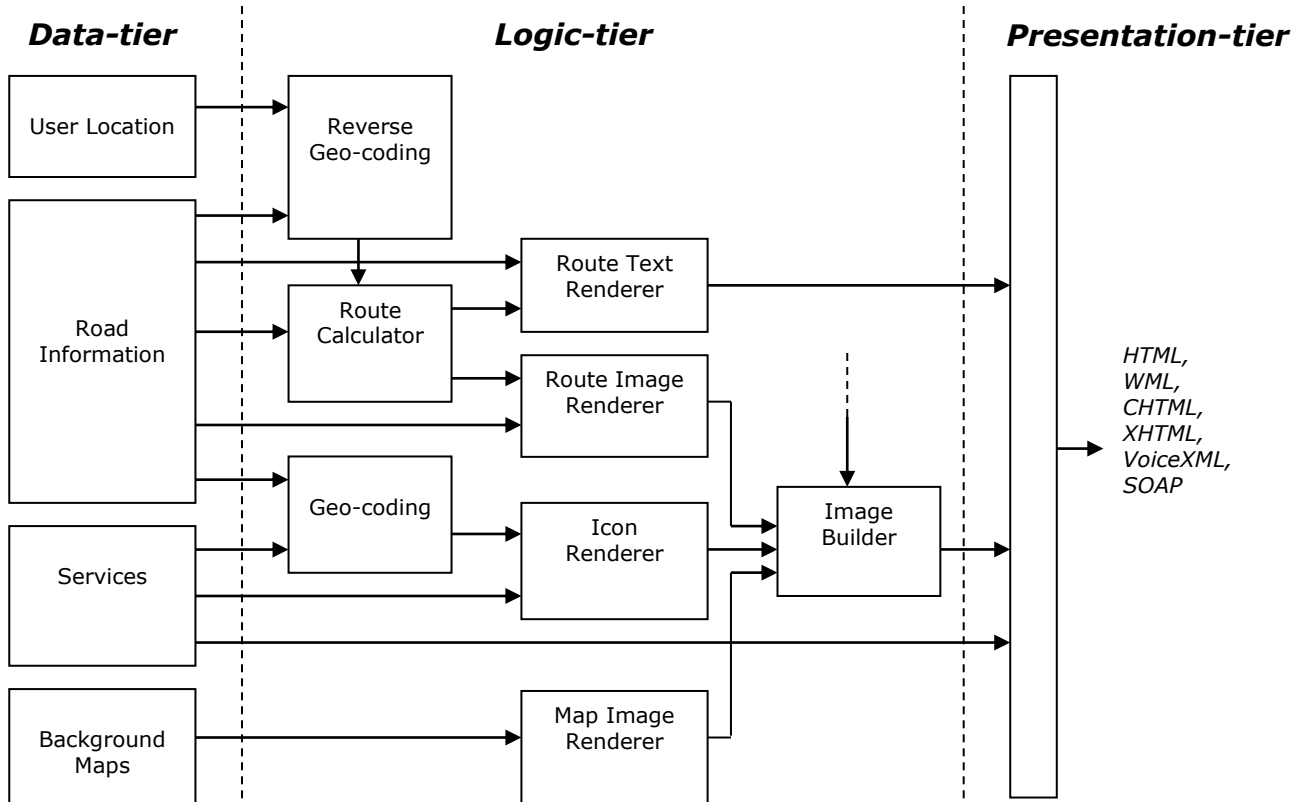 Data-tier
Logic-tier
Presentation-tier
User Location
Reverse
Geo-coding
Road
Information
Route Text
Renderer
Route
Calculator
Route Image
Renderer
HTML,
WML,
CHTML,
XHTML,
VoiceXML,
SOAP
Geo-coding
Icon
Renderer
Image
Builder
Services
Background
Maps
Map Image
Renderer